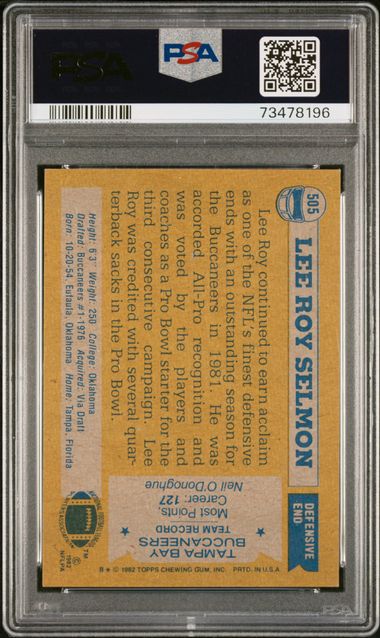 PSA
PSA
73478196
505
LEE ROY SELMON
DEFENSIVE
END
Lee Roy continued to earn acclaim
as one of the NFL's finest defensive
ends with an outstanding season for
the Buccaneers in 1981. He was
accorded All-Pro recognition and
was voted by the players and
coaches as a Pro Bowl starter for the
third consecutive campaign. Lee
Roy was credited with several quar-
terback sacks in the Pro Bowl.
Height: 6'3" Weight: 250 College: Oklahoma
Drafted: Buccaneers #1-1976 Acquired: Via Draft
Born: 10-20-54, Eufaula, Oklahoma Home: Tampa, Florida
TAMPA BAY
BUCCANEERS
TEAM RECORD
Most Points,
Career: 127
Neil O'Donoghue
TM
© 1982
NFLPA
B* © 1982 TOPPS CHEWING GUM, INC. PRTD. IN U.S.A.